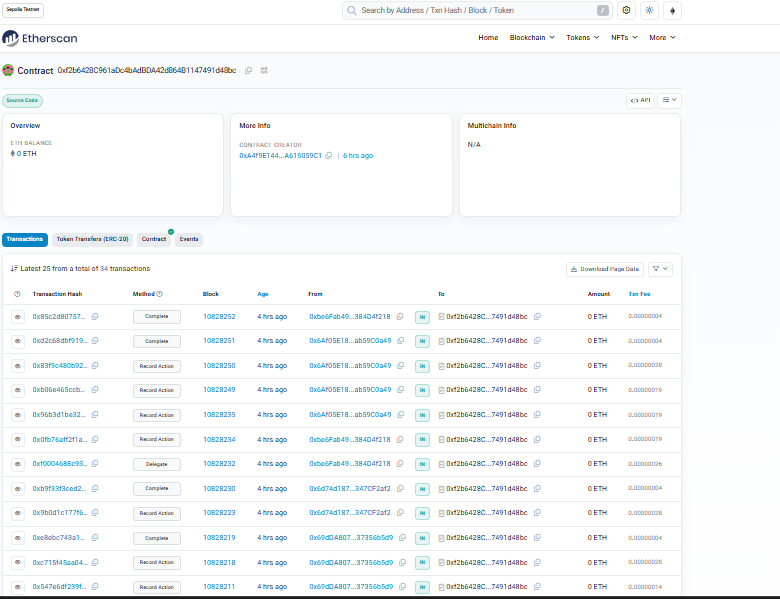 Sepolia Testnet
Search by Address / Txn Hash / Block / Token /
Etherscan
Home Blockchain Tokens NFTs More
Contract 0xf2b6428C961aDc4bAdBDA42d864B1147491d48bc
Source Code
API
Overview
ETH BALANCE
0 ETH
More Info
CONTRACT CREATOR
0xA4f9E144...A615059C1 | 6 hrs ago
Multichain Info
N/A
Transactions Token Transfers (ERC-20) Contract Events
Latest 25 from a total of 34 transactions
Download Page Data
Transaction Hash Method Block Age From To Amount Txn Fee
0x85c2d80757... Complete 10828252 4 hrs ago 0xbe6Fab49...384D4f218 IN 0xf2b6428C...7491d48bc 0 ETH 0.00000004
0xd2c68dbf919... Complete 10828251 4 hrs ago 0x6Af05E18...ab59C0a49 IN 0xf2b6428C...7491d48bc 0 ETH 0.00000004
0x83f9c480b92... Record Action 10828250 4 hrs ago 0x6Af05E18...ab59C0a49 IN 0xf2b6428C...7491d48bc 0 ETH 0.00000028
0xb06e465ccb... Record Action 10828249 4 hrs ago 0x6Af05E18...ab59C0a49 IN 0xf2b6428C...7491d48bc 0 ETH 0.00000019
0x96b3d1be32... Record Action 10828235 4 hrs ago 0x6Af05E18...ab59C0a49 IN 0xf2b6428C...7491d48bc 0 ETH 0.00000019
0x0fb76aff2f1a... Record Action 10828234 4 hrs ago 0xbe6Fab49...384D4f218 IN 0xf2b6428C...7491d48bc 0 ETH 0.00000019
0xf0004688c93... Delegate 10828232 4 hrs ago 0xbe6Fab49...384D4f218 IN 0xf2b6428C...7491d48bc 0 ETH 0.00000026
0xb9f33f3ced2... Complete 10828230 4 hrs ago 0x6d74d187...347CF2af2 IN 0xf2b6428C...7491d48bc 0 ETH 0.00000004
0x9b0d1c177f6... Record Action 10828223 4 hrs ago 0x6d74d187...347CF2af2 IN 0xf2b6428C...7491d48bc 0 ETH 0.00000028
0xe8ebc743a1... Complete 10828219 4 hrs ago 0x69dDA807...37356b5d9 IN 0xf2b6428C...7491d48bc 0 ETH 0.00000004
0xc715f45aa04... Record Action 10828218 4 hrs ago 0x69dDA807...37356b5d9 IN 0xf2b6428C...7491d48bc 0 ETH 0.00000028
0x547e6df239f... Record Action 10828211 4 hrs ago 0x69dDA807...37356b5d9 IN 0xf2b6428C...7491d48bc 0 ETH 0.00000014